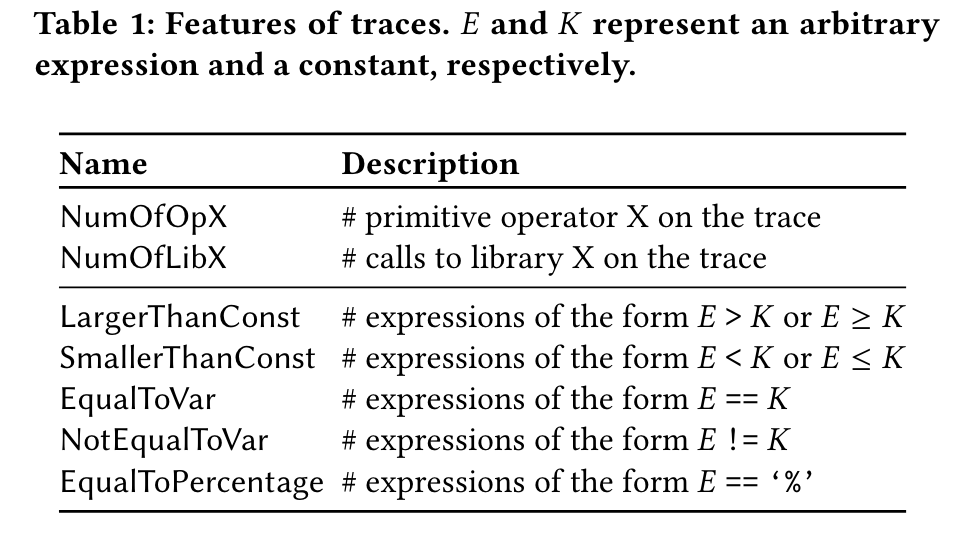 Table 1: Features of traces. E and K represent an arbitrary
expression and a constant, respectively.
Name Description
NumOfOpX # primitive operator X on the trace
NumOfLibX # calls to library X on the trace
LargerThanConst # expressions of the form E > K or E ≥ K
SmallerThanConst # expressions of the form E < K or E ≤ K
EqualToVar # expressions of the form E == K
NotEqualToVar # expressions of the form E != K
EqualToPercentage # expressions of the form E == ‘%’